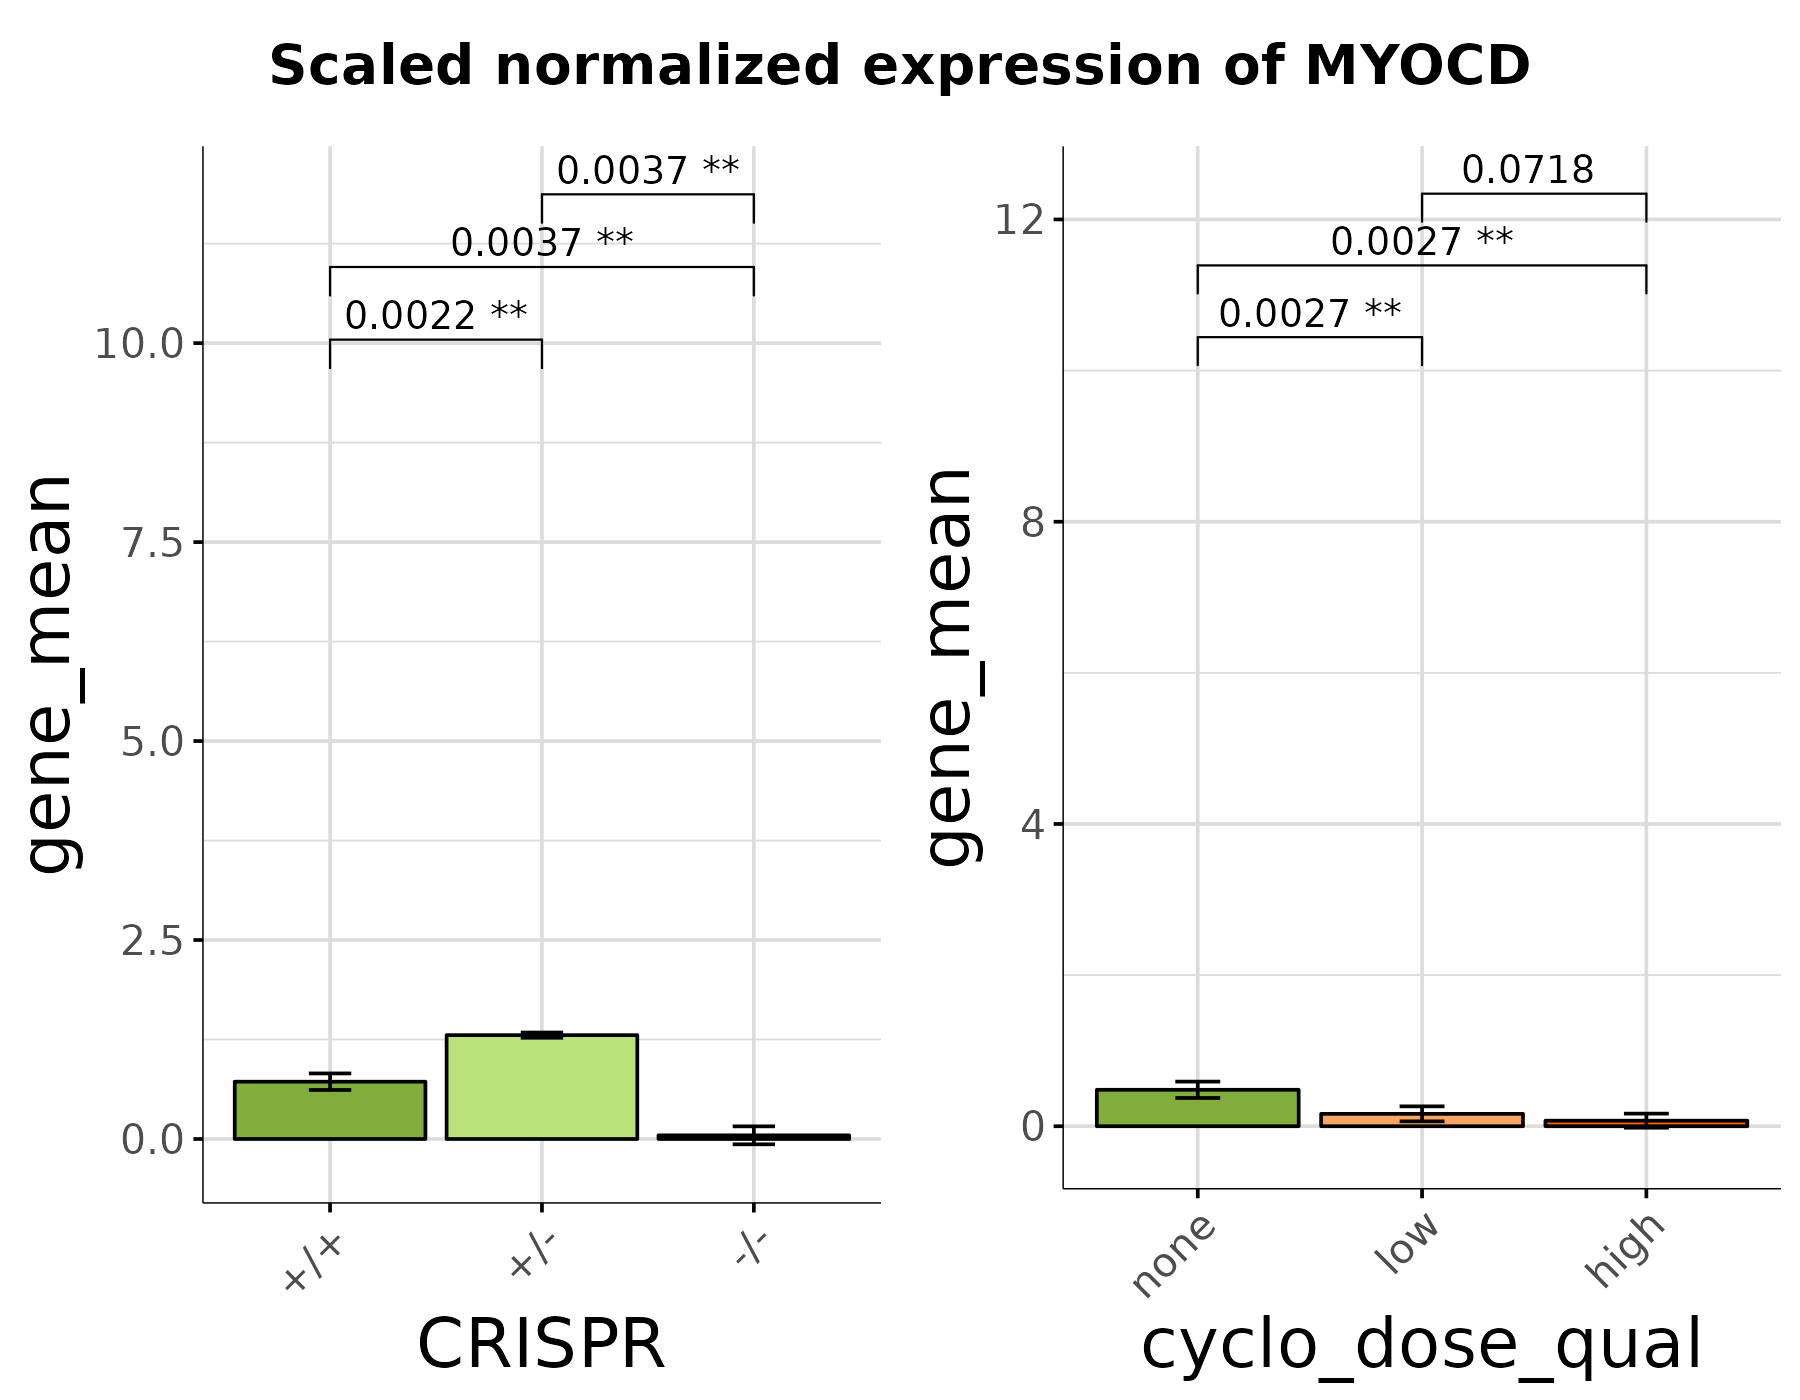 Scaled normalized expression of MYOCD
gene_mean
10.0
7.5
5.0
2.5
0.0
0.0037 **
0.0037 **
0.0022 **
+/+
+/-
-/-
CRISPR
gene_mean
12
8
4
0
0.0718
0.0027 **
0.0027 **
none
low
high
cyclo_dose_qual